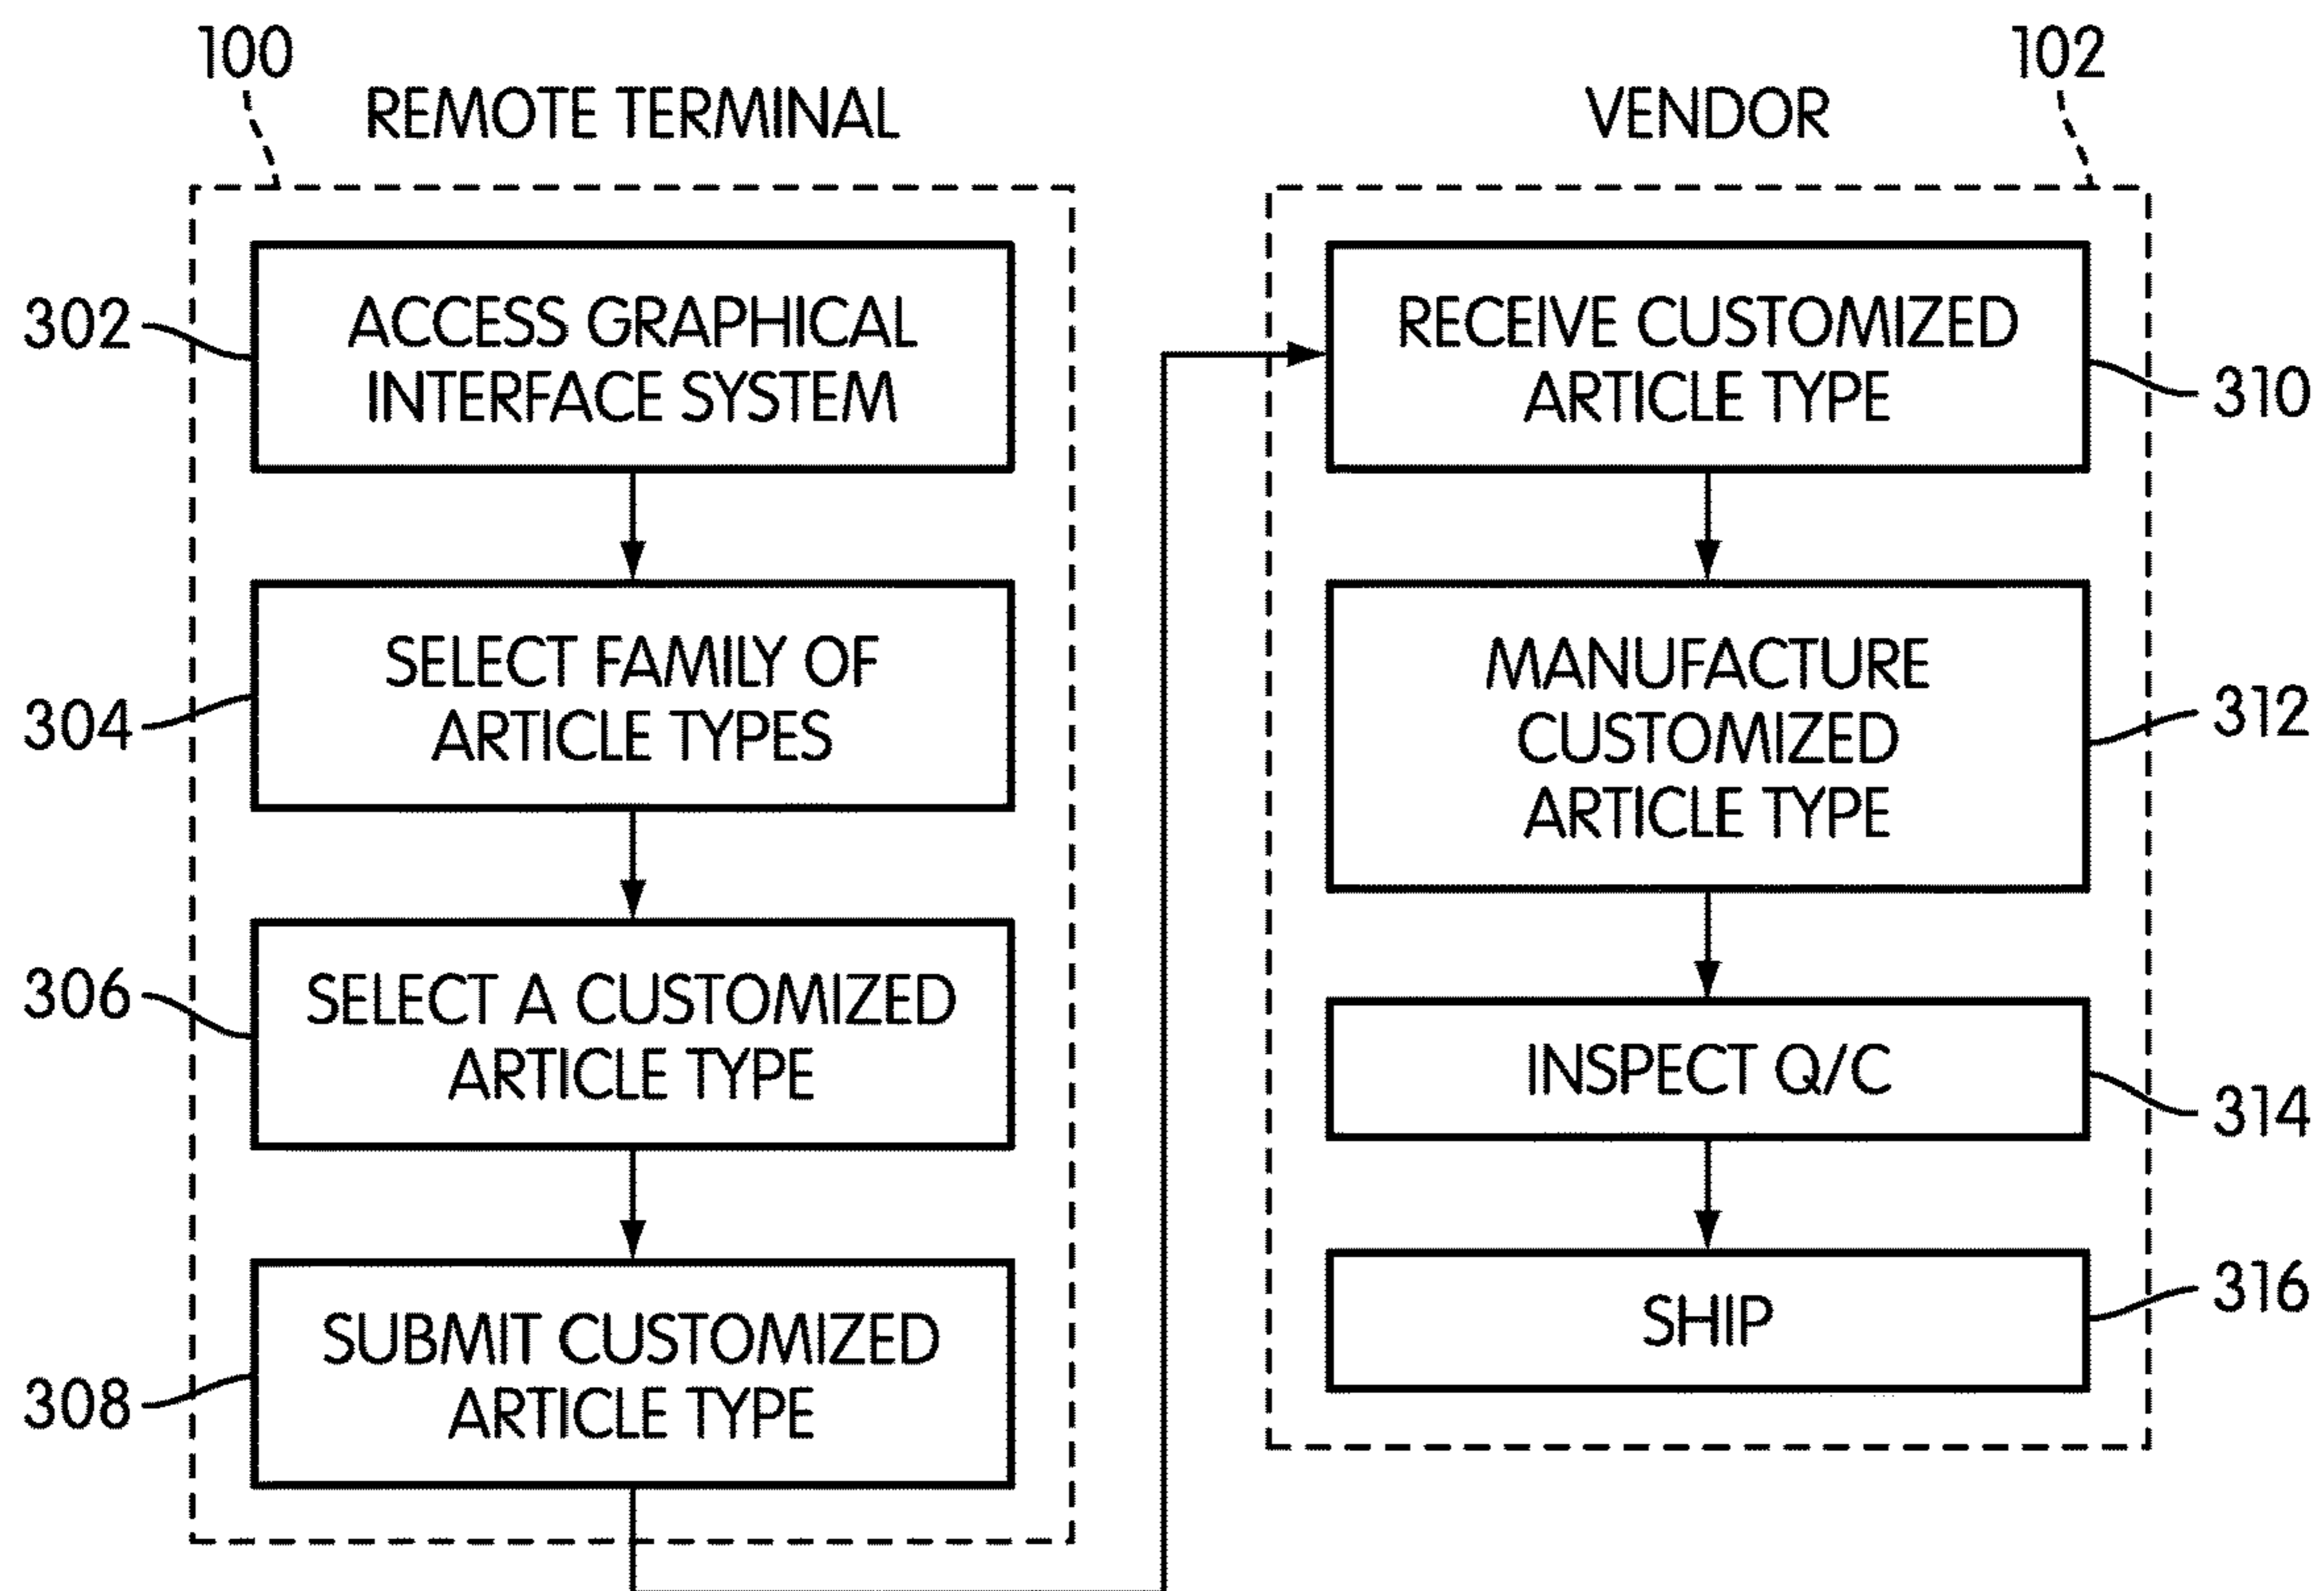 100
REMOTE TERMINAL
302
ACCESS GRAPHICAL
INTERFACE SYSTEM
304
SELECT FAMILY OF
ARTICLE TYPES
306
SELECT A CUSTOMIZED
ARTICLE TYPE
308
SUBMIT CUSTOMIZED
ARTICLE TYPE
102
VENDOR
RECEIVE CUSTOMIZED
ARTICLE TYPE
310
MANUFACTURE
CUSTOMIZED
ARTICLE TYPE
312
INSPECT Q/C
314
SHIP
316